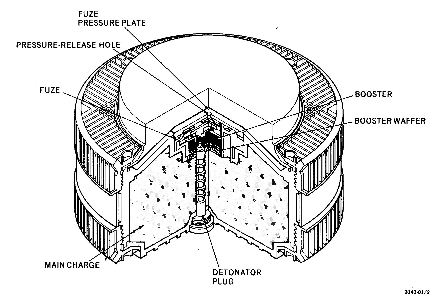 FUZE
PRESSURE PLATE
PRESSURE-RELEASE HOLE
FUZE
BOOSTER
BOOSTER WAFFER
MAIN CHARGE
DETONATOR
PLUG